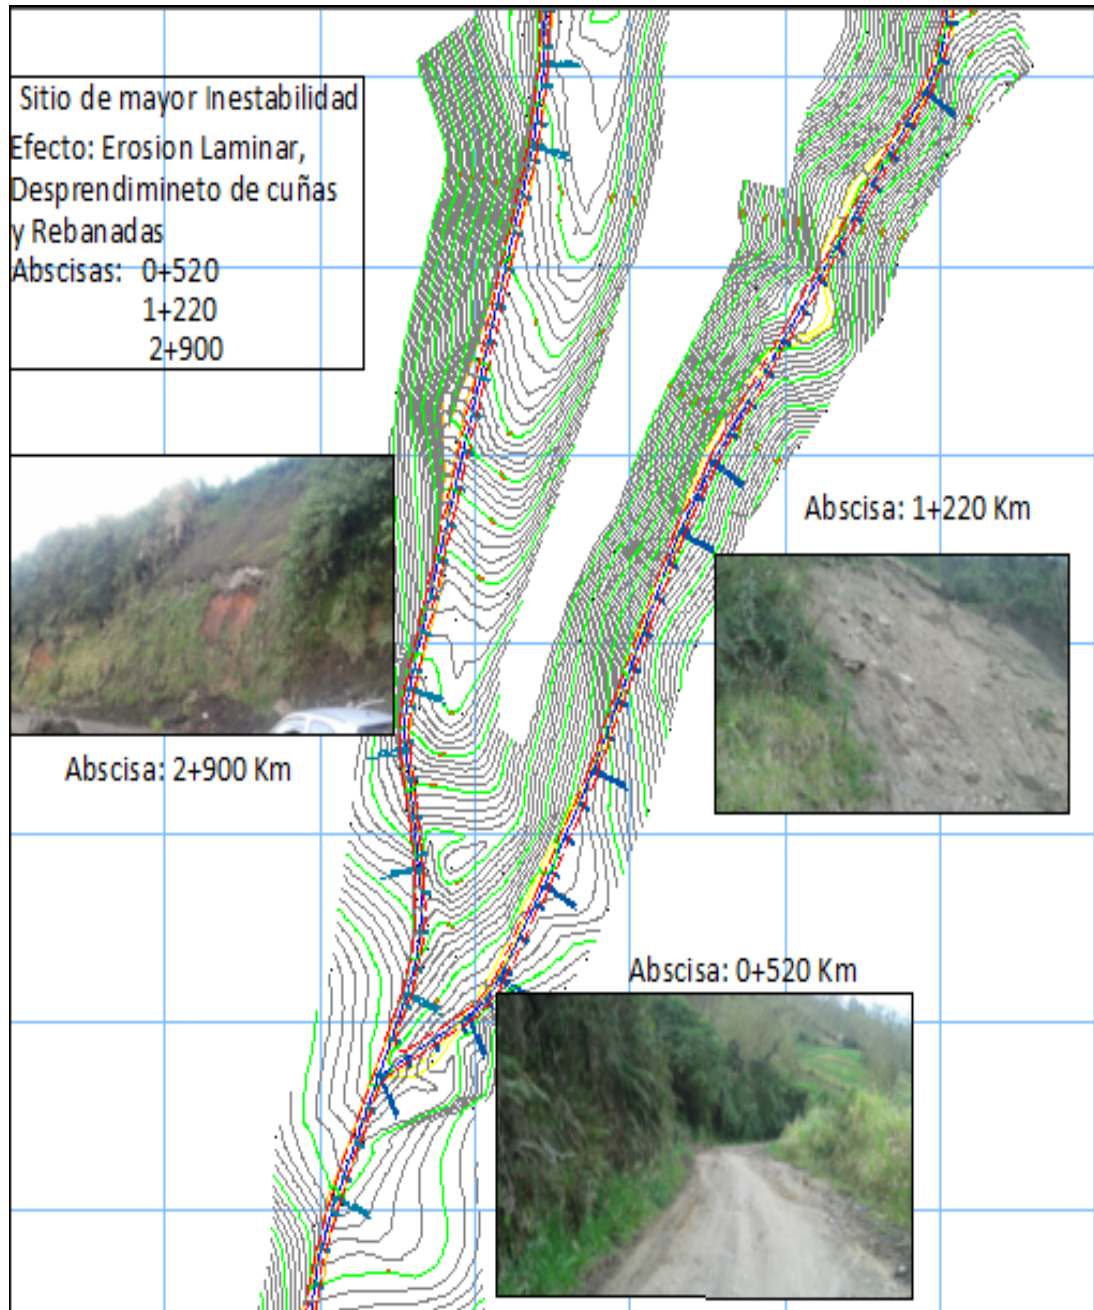 Sitio de mayor Inestabilidad
Efecto: Erosion Laminar,
Desprendimineto de cuñas
y Rebanadas
Abscisas: 0+520
1+220
2+900
Abscisa: 1+220 Km
Abscisa: 2+900 Km
Abscisa: 0+520 Km